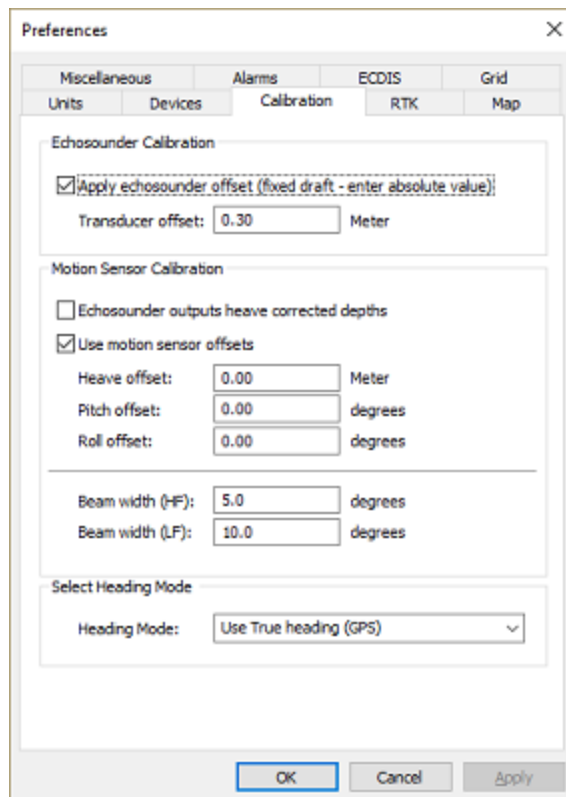 Preferences
Miscellaneous Alarms ECDIS Grid
Units Devices Calibration RTK Map
Echosounder Calibration
Apply echosounder offset (fixed draft - enter absolute value)
Transducer offset: 0.30 Meter
Motion Sensor Calibration
Echosounder outputs heave corrected depths
Use motion sensor offsets
Heave offset: 0.00 Meter
Pitch offset: 0.00 degrees
Roll offset: 0.00 degrees
Beam width (HF): 5.0 degrees
Beam width (LF): 10.0 degrees
Select Heading Mode
Heading Mode: Use True heading (GPS)
OK Cancel Apply